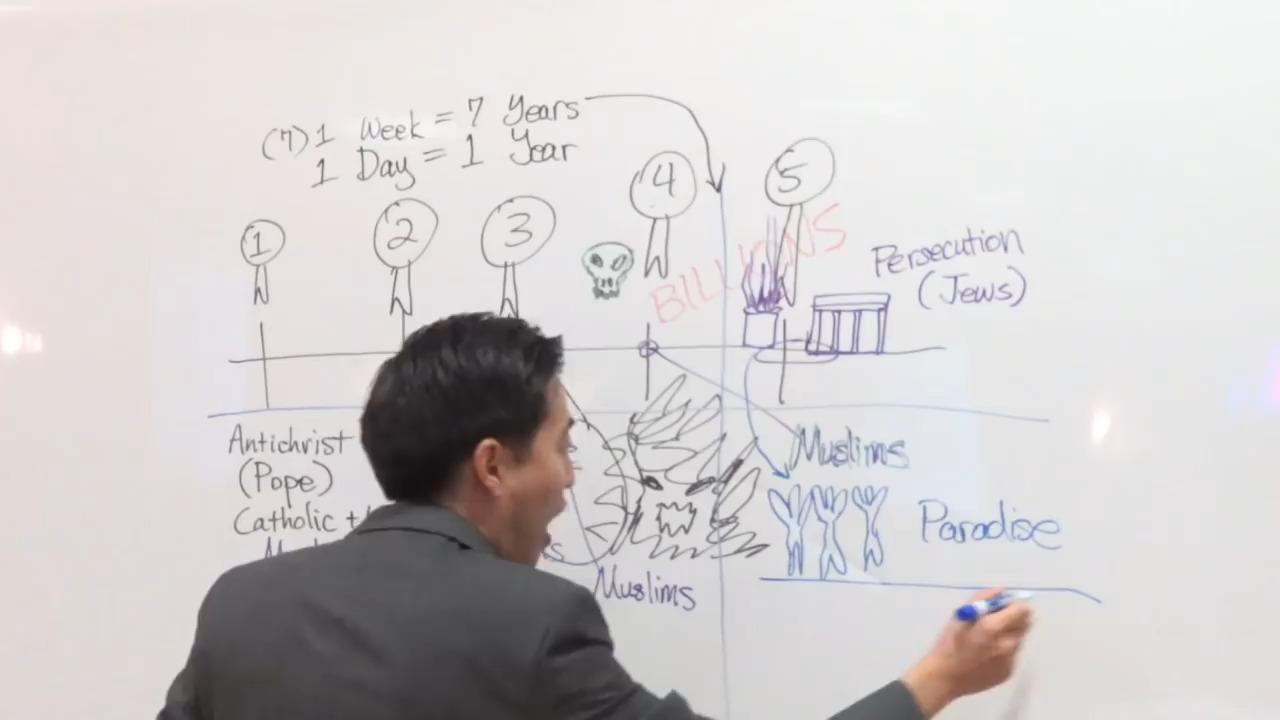 (7) 1 Week = 7 Years
1 Day = 1 Year
1
2
3
4
5
BILLIONS
Persecution
(Jews)
Antichrist
(Pope)
Catholic +
Muslims
Muslims
Paradise